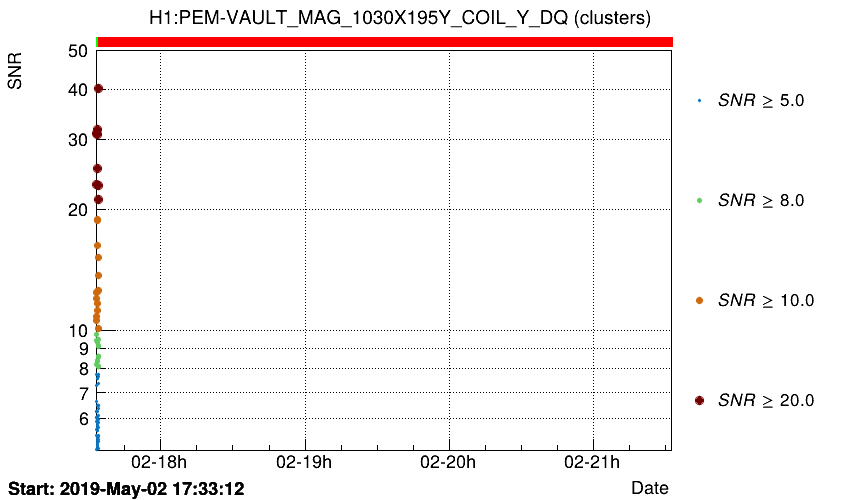 H1:PEM-VAULT_MAG_1030X195Y_COIL_Y_DQ (clusters)
SNR
50
40
30
20
10
9
8
7
6
02-18h
02-19h
02-20h
02-21h
SNR ≥ 5.0
SNR ≥ 8.0
SNR ≥ 10.0
SNR ≥ 20.0
Start: 2019-May-02 17:33:12
Date